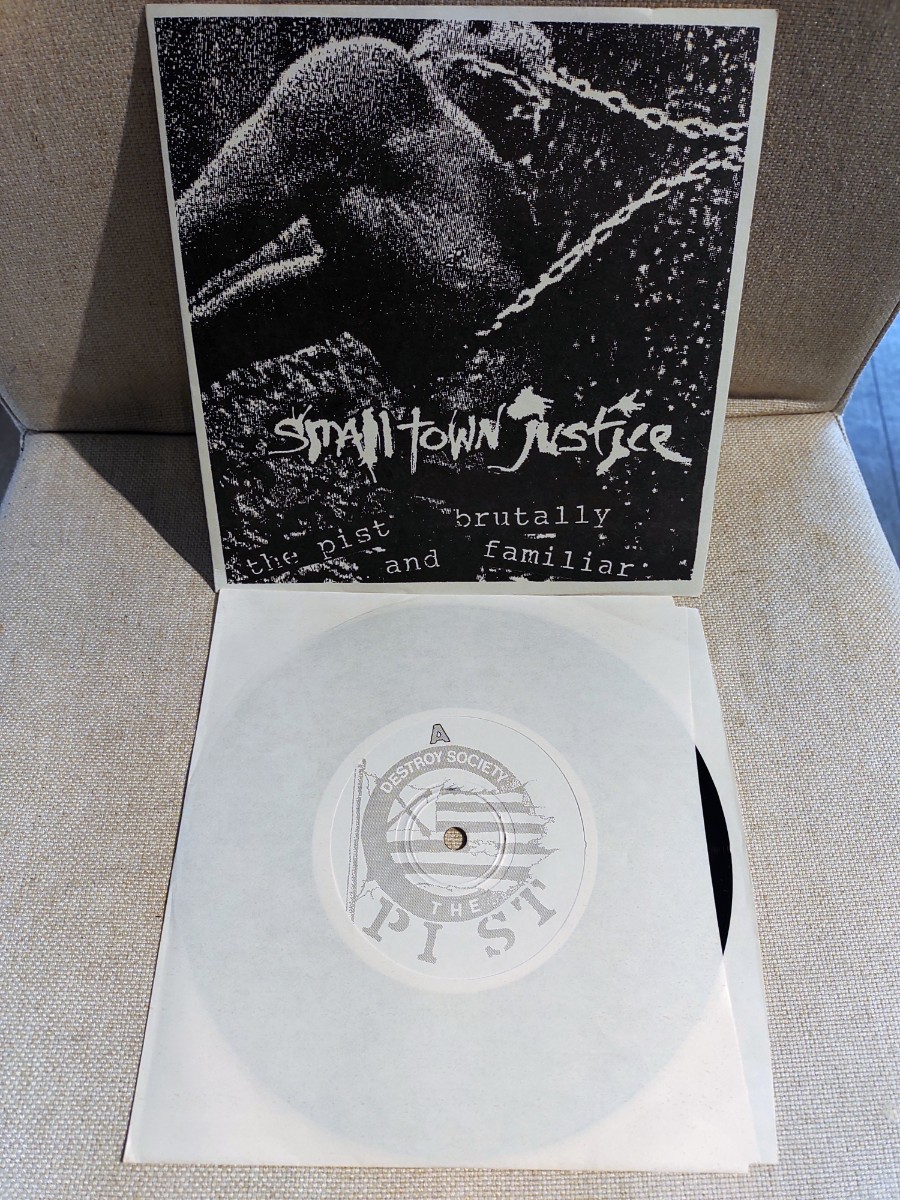 small town justice
the pist brutally
and familiar
A
DESTROY SOCIETY
THE
PIST